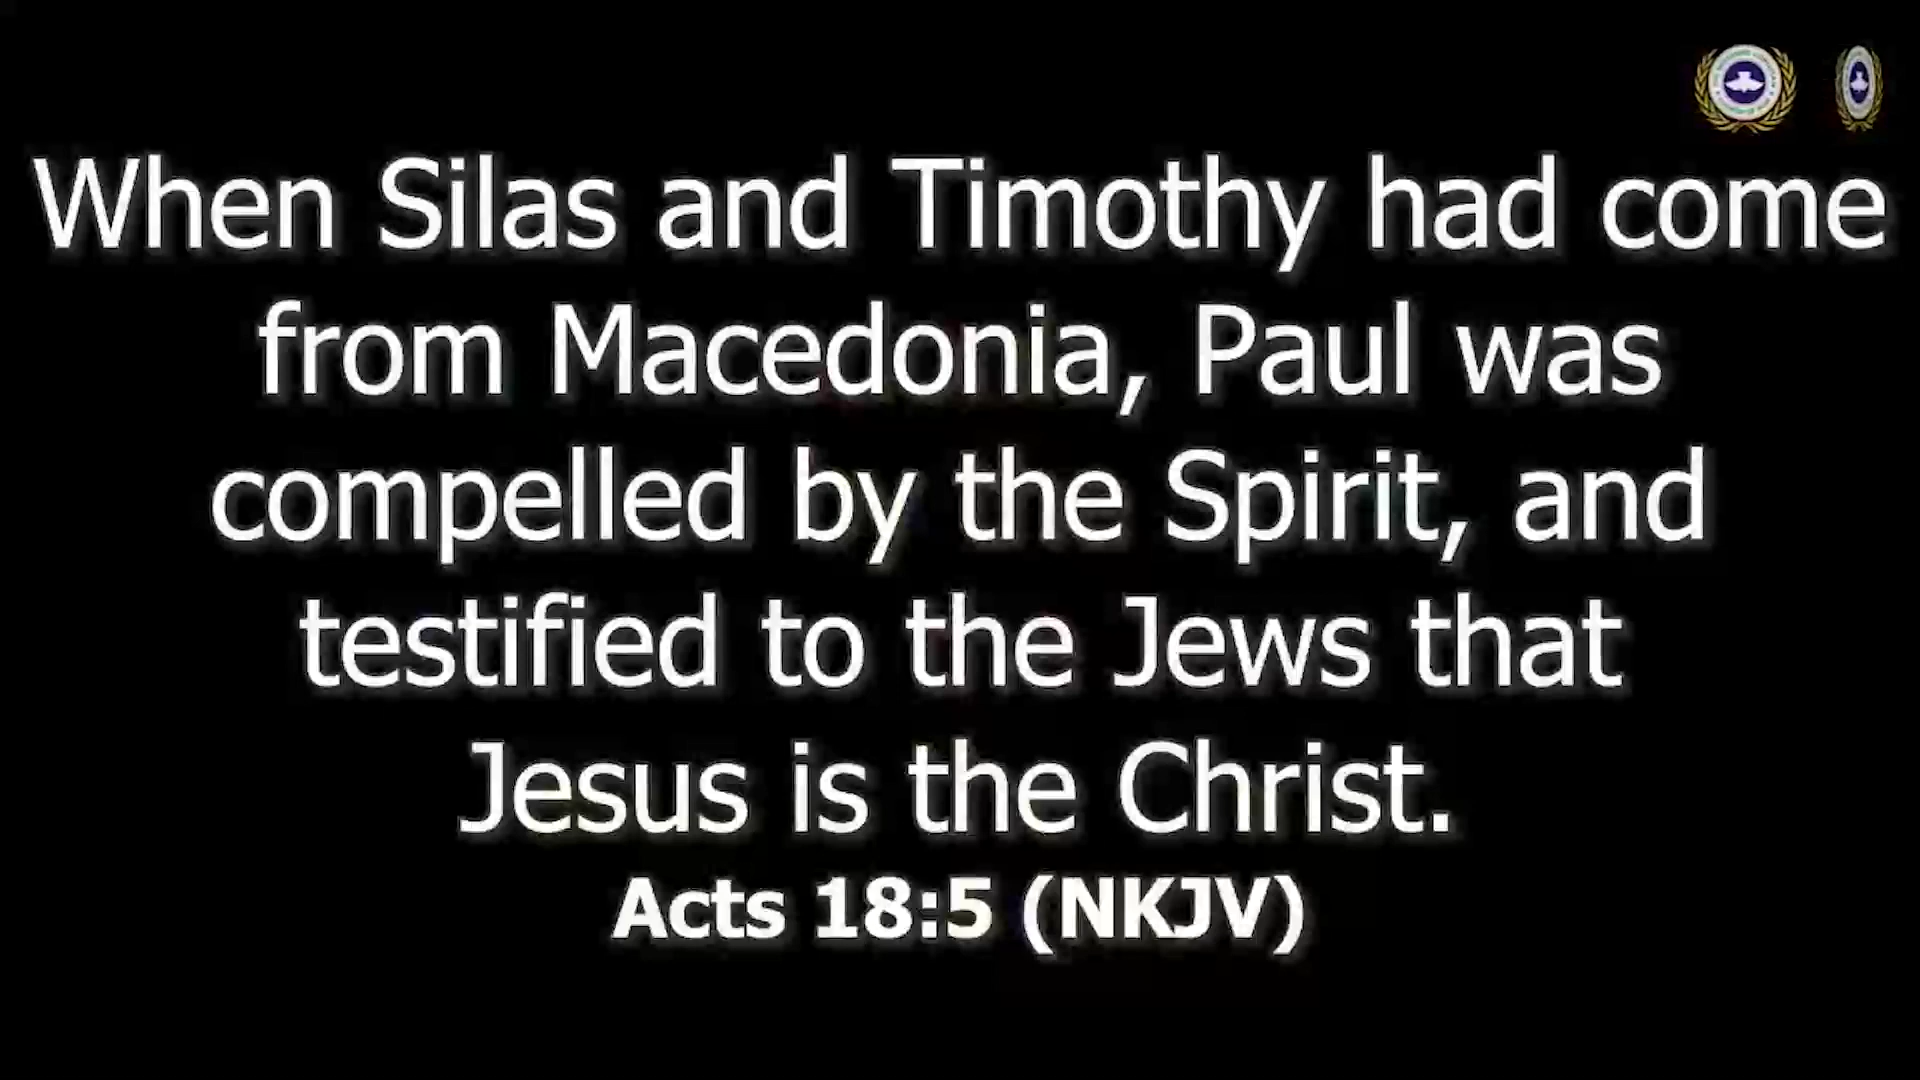 When Silas and Timothy had come
from Macedonia, Paul was
compelled by the Spirit, and
testified to the Jews that
Jesus is the Christ.
Acts 18:5 (NKJV)